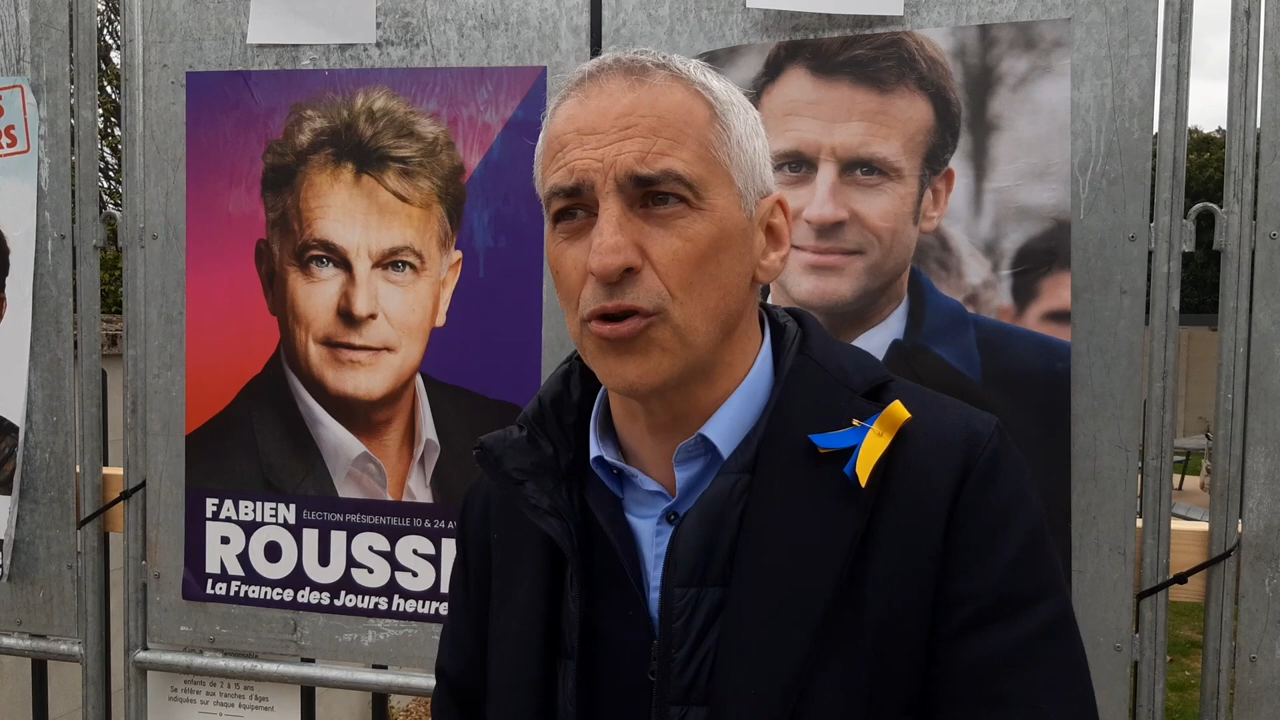 RS
FABIEN
ÉLECTION PRÉSIDENTIELLE 10 & 24
ROUSS
La France des Jours heure
enfants de 2 à 15 ans
Se référer aux tranches d'âges
indiquées sur chaque équipement.